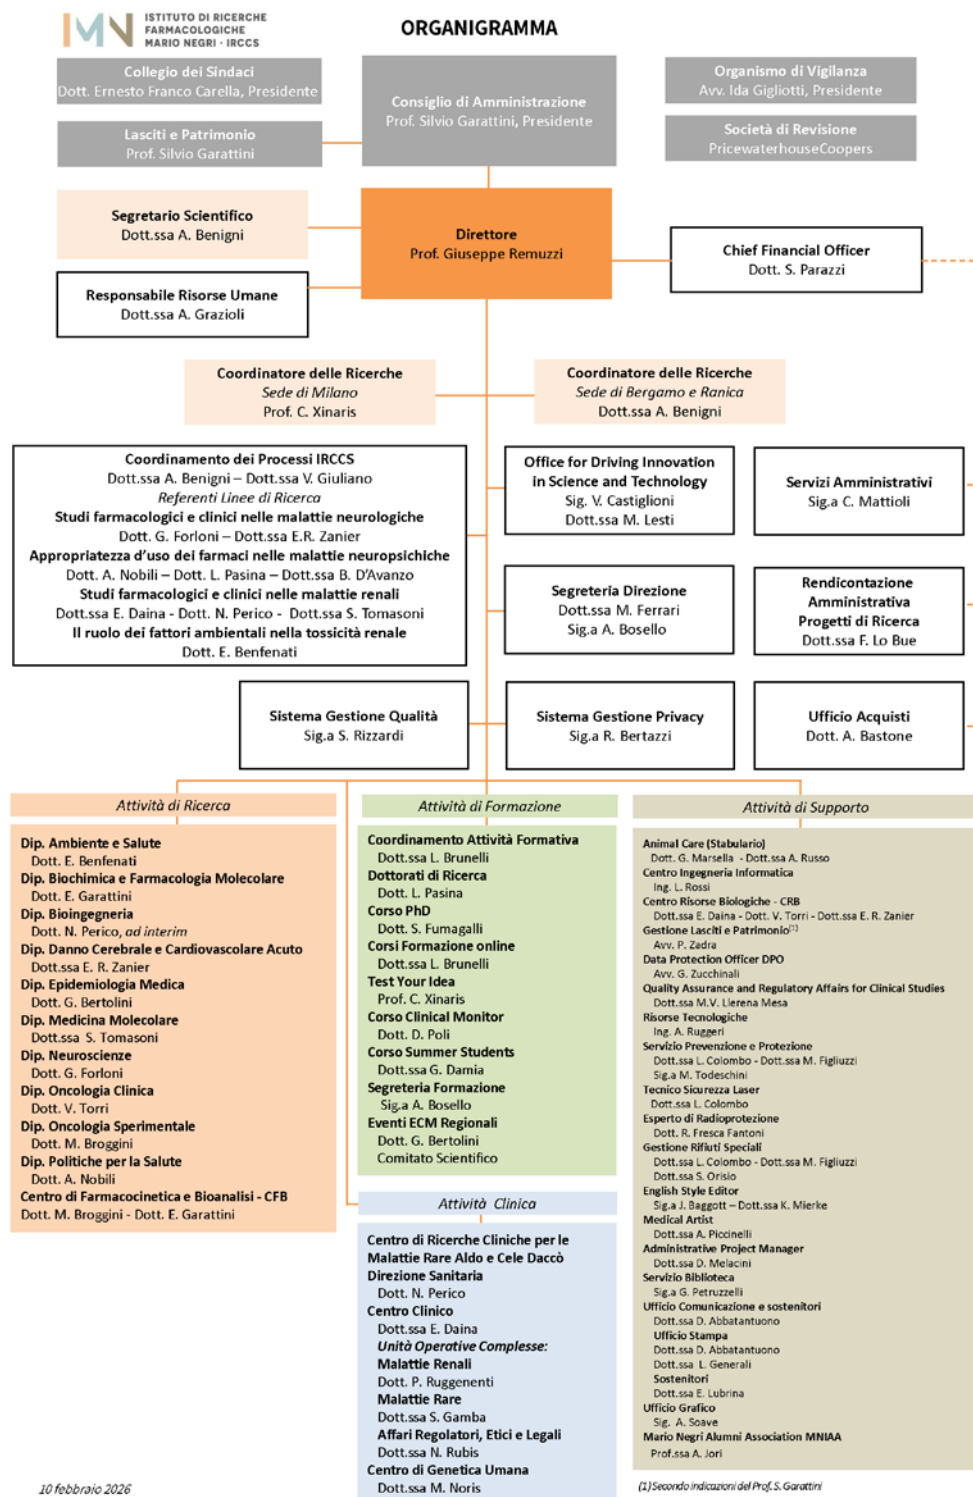 IMN
ISTITUTO DI RICERCHE
FARMACOLOGICHE
MARIO NEGRI · IRCCS
ORGANIGRAMMA
Collegio dei Sindaci
Dott. Ernesto Franco Carella, Presidente
Consiglio di Amministrazione
Prof. Silvio Garattini, Presidente
Organismo di Vigilanza
Avv. Ida Gigliotti, Presidente
Lasciti e Patrimonio
Prof. Silvio Garattini
Società di Revisione
PricewaterhouseCoopers
Segretario Scientifico
Dott.ssa A. Benigni
Direttore
Prof. Giuseppe Remuzzi
Chief Financial Officer
Dott. S. Parazzi
Responsabile Risorse Umane
Dott.ssa A. Grazioli
Coordinatore delle Ricerche
Sede di Milano
Prof. C. Xinaris
Coordinatore delle Ricerche
Sede di Bergamo e Ranica
Dott.ssa A. Benigni
Coordinamento dei Processi IRCCS
Dott.ssa A. Benigni – Dott.ssa V. Giuliano
Referenti Linee di Ricerca
Studi farmacologici e clinici nelle malattie neurologiche
Dott. G. Forloni – Dott.ssa E.R. Zanier
Appropriatezza d'uso dei farmaci nelle malattie neuropsichiche
Dott. A. Nobili – Dott. L. Pasina – Dott.ssa B. D'Avanzo
Studi farmacologici e clinici nelle malattie renali
Dott.ssa E. Daina - Dott. N. Perico - Dott.ssa S. Tomasoni
Il ruolo dei fattori ambientali nella tossicità renale
Dott. E. Benfenati
Office for Driving Innovation
in Science and Technology
Sig. V. Castiglioni
Dott.ssa M. Lesti
Servizi Amministrativi
Sig.a C. Mattioli
Segreteria Direzione
Dott.ssa M. Ferrari
Sig.a A. Bosello
Rendicontazione
Amministrativa
Progetti di Ricerca
Dott.ssa F. Lo Bue
Sistema Gestione Qualità
Sig.a S. Rizzardi
Sistema Gestione Privacy
Sig.a R. Bertazzi
Ufficio Acquisti
Dott. A. Bastone
Attività di Ricerca
Dip. Ambiente e Salute
Dott. E. Benfenati
Dip. Biochimica e Farmacologia Molecolare
Dott. E. Garattini
Dip. Bioingegneria
Dott. N. Perico, ad interim
Dip. Danno Cerebrale e Cardiovascolare Acuto
Dott.ssa E. R. Zanier
Dip. Epidemiologia Medica
Dott. G. Bertolini
Dip. Medicina Molecolare
Dott.ssa S. Tomasoni
Dip. Neuroscienze
Dott. G. Forloni
Dip. Oncologia Clinica
Dott. V. Torri
Dip. Oncologia Sperimentale
Dott. M. Broggini
Dip. Politiche per la Salute
Dott. A. Nobili
Centro di Farmacocinetica e Bioanalisi - CFB
Dott. M. Broggini - Dott. E. Garattini
Attività di Formazione
Coordinamento Attività Formativa
Dott.ssa L. Brunelli
Dottorati di Ricerca
Dott. L. Pasina
Corso PhD
Dott. S. Fumagalli
Corsi Formazione online
Dott.ssa L. Brunelli
Test Your Idea
Prof. C. Xinaris
Corso Clinical Monitor
Dott. D. Poli
Corso Summer Students
Dott.ssa G. Damia
Segreteria Formazione
Sig.a A. Bosello
Eventi ECM Regionali
Dott. G. Bertolini
Comitato Scientifico
Attività Clinica
Centro di Ricerche Cliniche per le
Malattie Rare Aldo e Cele Daccò
Direzione Sanitaria
Dott. N. Perico
Centro Clinico
Dott.ssa E. Daina
Unità Operative Complesse:
Malattie Renali
Dott. P. Ruggenenti
Malattie Rare
Dott.ssa S. Gamba
Affari Regolatori, Etici e Legali
Dott.ssa N. Rubis
Centro di Genetica Umana
Dott.ssa M. Noris
Attività di Supporto
Animal Care (Stabulario)
Dott. G. Marsella - Dott.ssa A. Russo
Centro Ingegneria Informatica
Ing. L. Rossi
Centro Risorse Biologiche - CRB
Dott.ssa E. Daina - Dott. V. Torri - Dott.ssa E. R. Zanier
Gestione Lasciti e Patrimonio(1)
Avv. P. Zadra
Data Protection Officer DPO
Avv. G. Zucchinali
Quality Assurance and Regulatory Affairs for Clinical Studies
Dott.ssa M.V. Llerena Mesa
Risorse Tecnologiche
Ing. A. Ruggeri
Servizio Prevenzione e Protezione
Dott.ssa L. Colombo - Dott.ssa M. Figliuzzi
Sig.a M. Todeschini
Tecnico Sicurezza Laser
Dott.ssa L. Colombo
Esperto di Radioprotezione
Dott. R. Fresca Fantoni
Gestione Rifiuti Speciali
Dott.ssa L. Colombo - Dott.ssa M. Figliuzzi
Dott.ssa S. Orisio
English Style Editor
Sig.a J. Baggott – Dott.ssa K. Mierke
Medical Artist
Dott.ssa A. Piccinelli
Administrative Project Manager
Dott.ssa D. Melacini
Servizio Biblioteca
Sig.a G. Petruzzelli
Ufficio Comunicazione e sostenitori
Dott.ssa D. Abbatantuono
Ufficio Stampa
Dott.ssa D. Abbatantuono
Dott.ssa L. Generali
Sostenitori
Dott.ssa E. Lubrina
Ufficio Grafico
Sig. A. Soave
Mario Negri Alumni Association MNIAA
Prof.ssa A. Jori
10 febbraio 2026
(1) Secondo indicazioni del Prof. S. Garattini